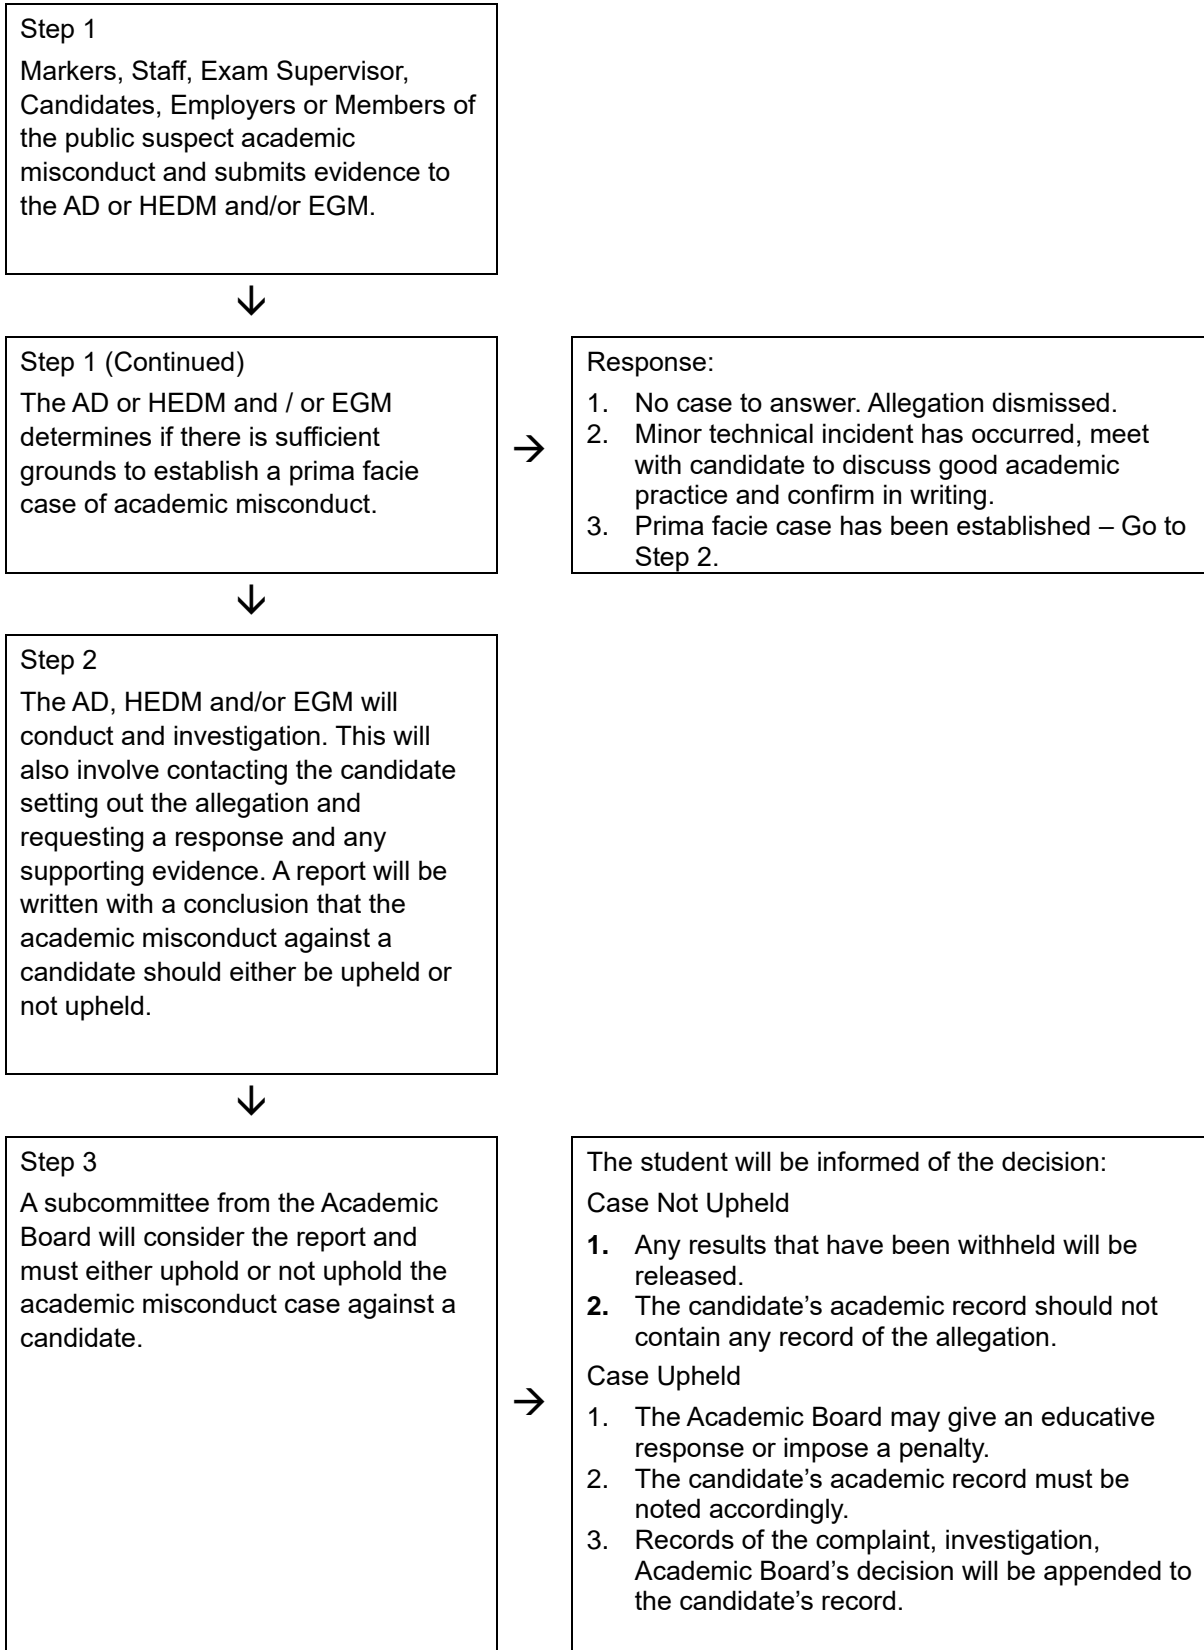 Step 1
Markers, Staff, Exam Supervisor,
Candidates, Employers or Members of
the public suspect academic
misconduct and submits evidence to
the AD or HEDM and/or EGM.
↓
Step 1 (Continued)
The AD or HEDM and / or EGM
determines if there is sufficient
grounds to establish a prima facie
case of academic misconduct.
→
Response:
1. No case to answer. Allegation dismissed.
2. Minor technical incident has occurred, meet
with candidate to discuss good academic
practice and confirm in writing.
3. Prima facie case has been established – Go to
Step 2.
↓
Step 2
The AD, HEDM and/or EGM will
conduct and investigation. This will
also involve contacting the candidate
setting out the allegation and
requesting a response and any
supporting evidence. A report will be
written with a conclusion that the
academic misconduct against a
candidate should either be upheld or
not upheld.
↓
Step 3
A subcommittee from the Academic
Board will consider the report and
must either uphold or not uphold the
academic misconduct case against a
candidate.
→
The student will be informed of the decision:
Case Not Upheld
1. Any results that have been withheld will be
released.
2. The candidate’s academic record should not
contain any record of the allegation.
Case Upheld
1. The Academic Board may give an educative
response or impose a penalty.
2. The candidate’s academic record must be
noted accordingly.
3. Records of the complaint, investigation,
Academic Board’s decision will be appended to
the candidate’s record.